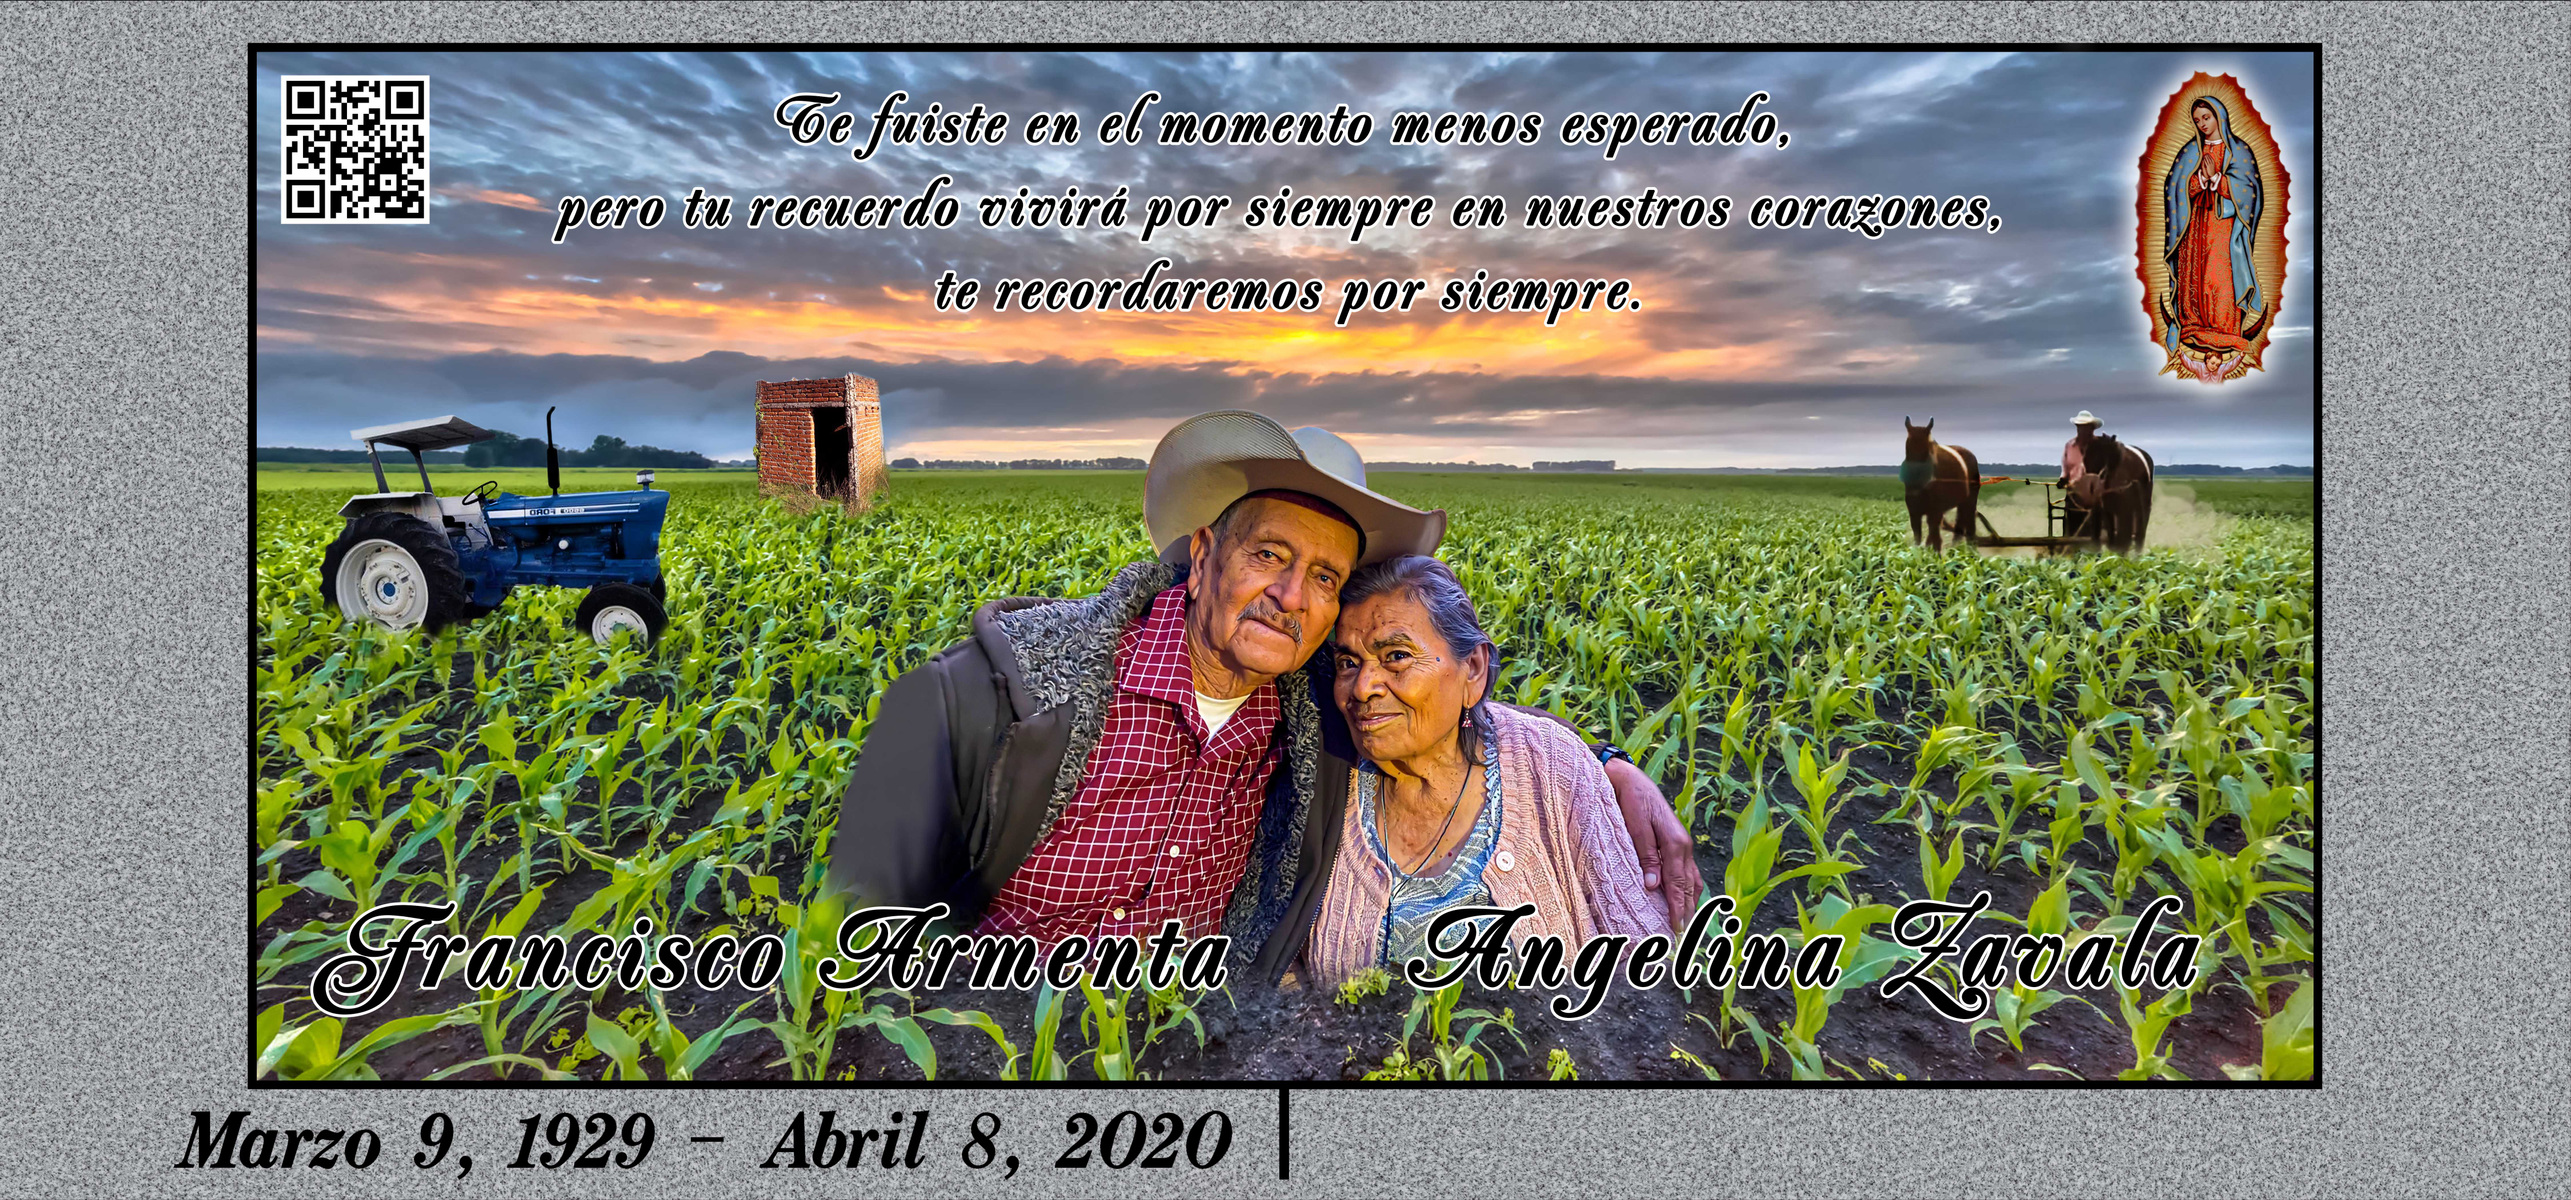 Te fuiste en el momento menos esperado,
pero tu recuerdo vivirá por siempre en nuestros corazones,
te recordaremos por siempre.
Francisco Armenta Angelina Zavala
Marzo 9, 1929 – Abril 8, 2020